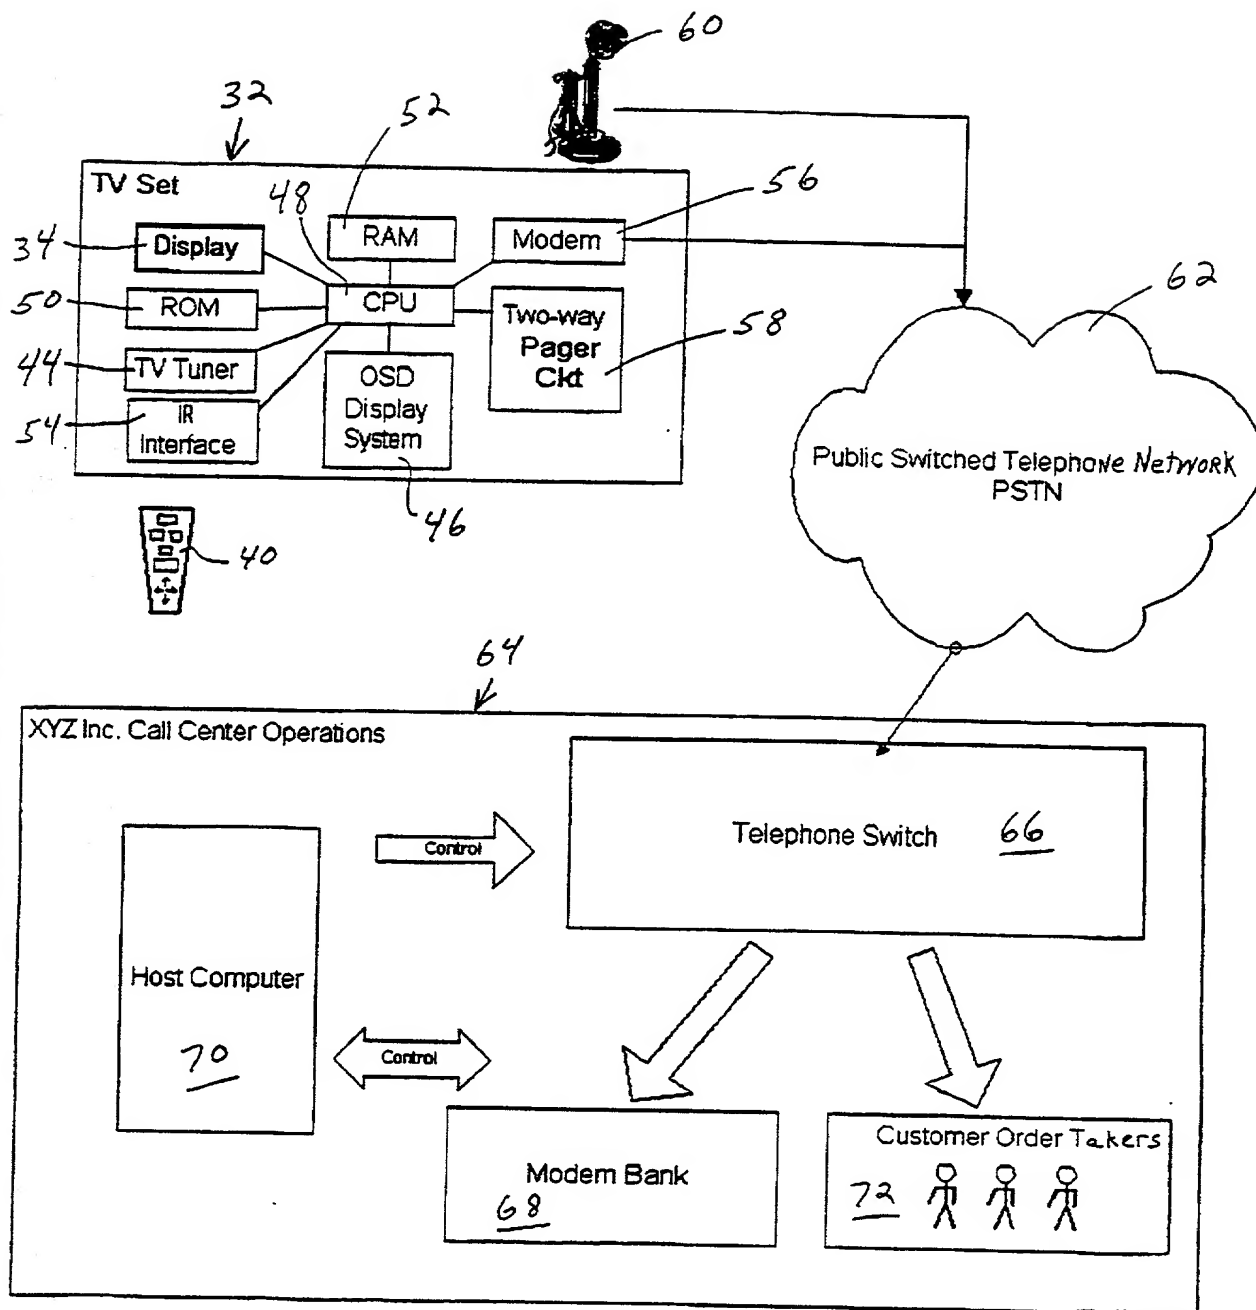 60
32
52
TV Set
48
56
RAM
Modem
34
Display
62
CPU
50
ROM
Two-way
Pager
Ckt
58
44
TV Tuner
OSD
Display
System
54
IR
Interface
Public Switched Telephone Network
PSTN
46
40
64
XYZ Inc. Call Center Operations
Telephone Switch 66
Control
Host Computer
70
Control
Customer Order Takers
Modem Bank
68
72